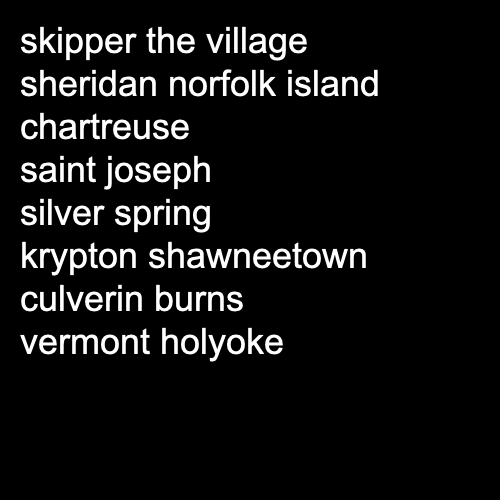 skipper the village
sheridan norfolk island
chartreuse
saint joseph
silver spring
krypton shawneetown
culverin burns
vermont holyoke